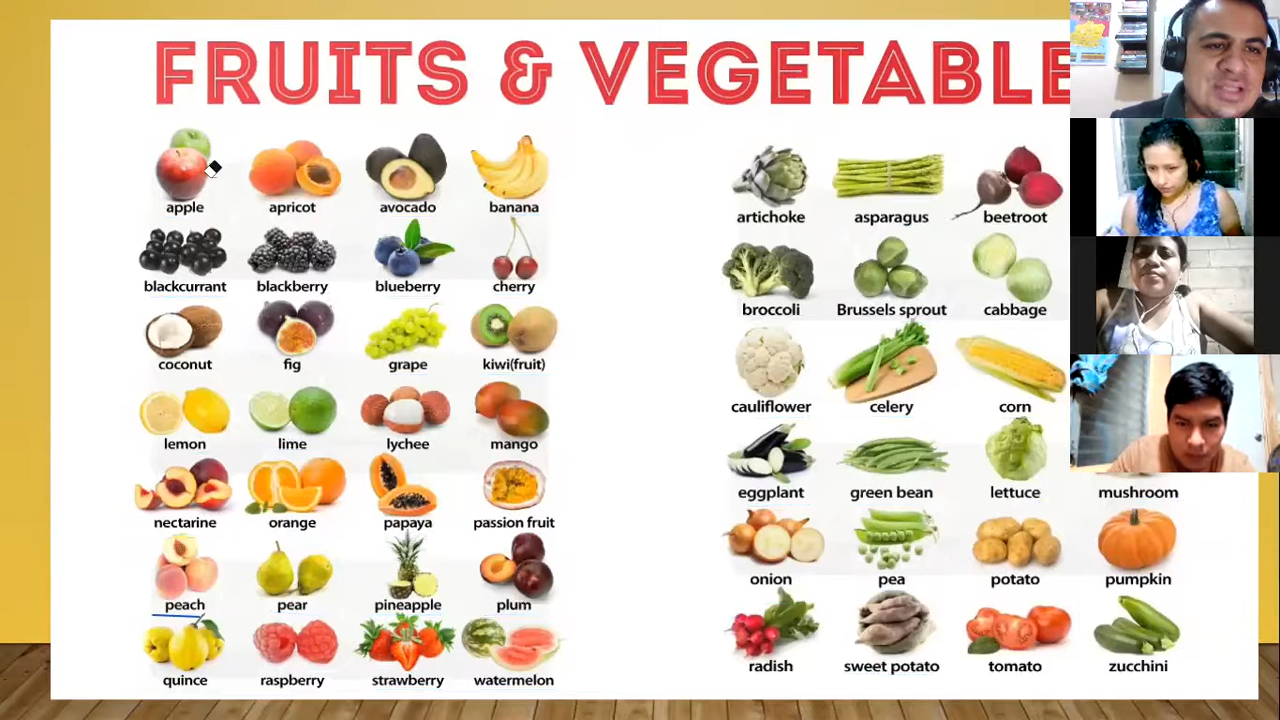 FRUITS & VEGETABLE
apple apricot avocado banana
blackcurrant blackberry blueberry cherry
coconut fig grape kiwi(fruit)
lemon lime lychee mango
nectarine orange papaya passion fruit
peach pear pineapple plum
quince raspberry strawberry watermelon
artichoke asparagus beetroot
broccoli Brussels sprout cabbage
cauliflower celery corn
eggplant green bean lettuce mushroom
onion pea potato pumpkin
radish sweet potato tomato zucchini